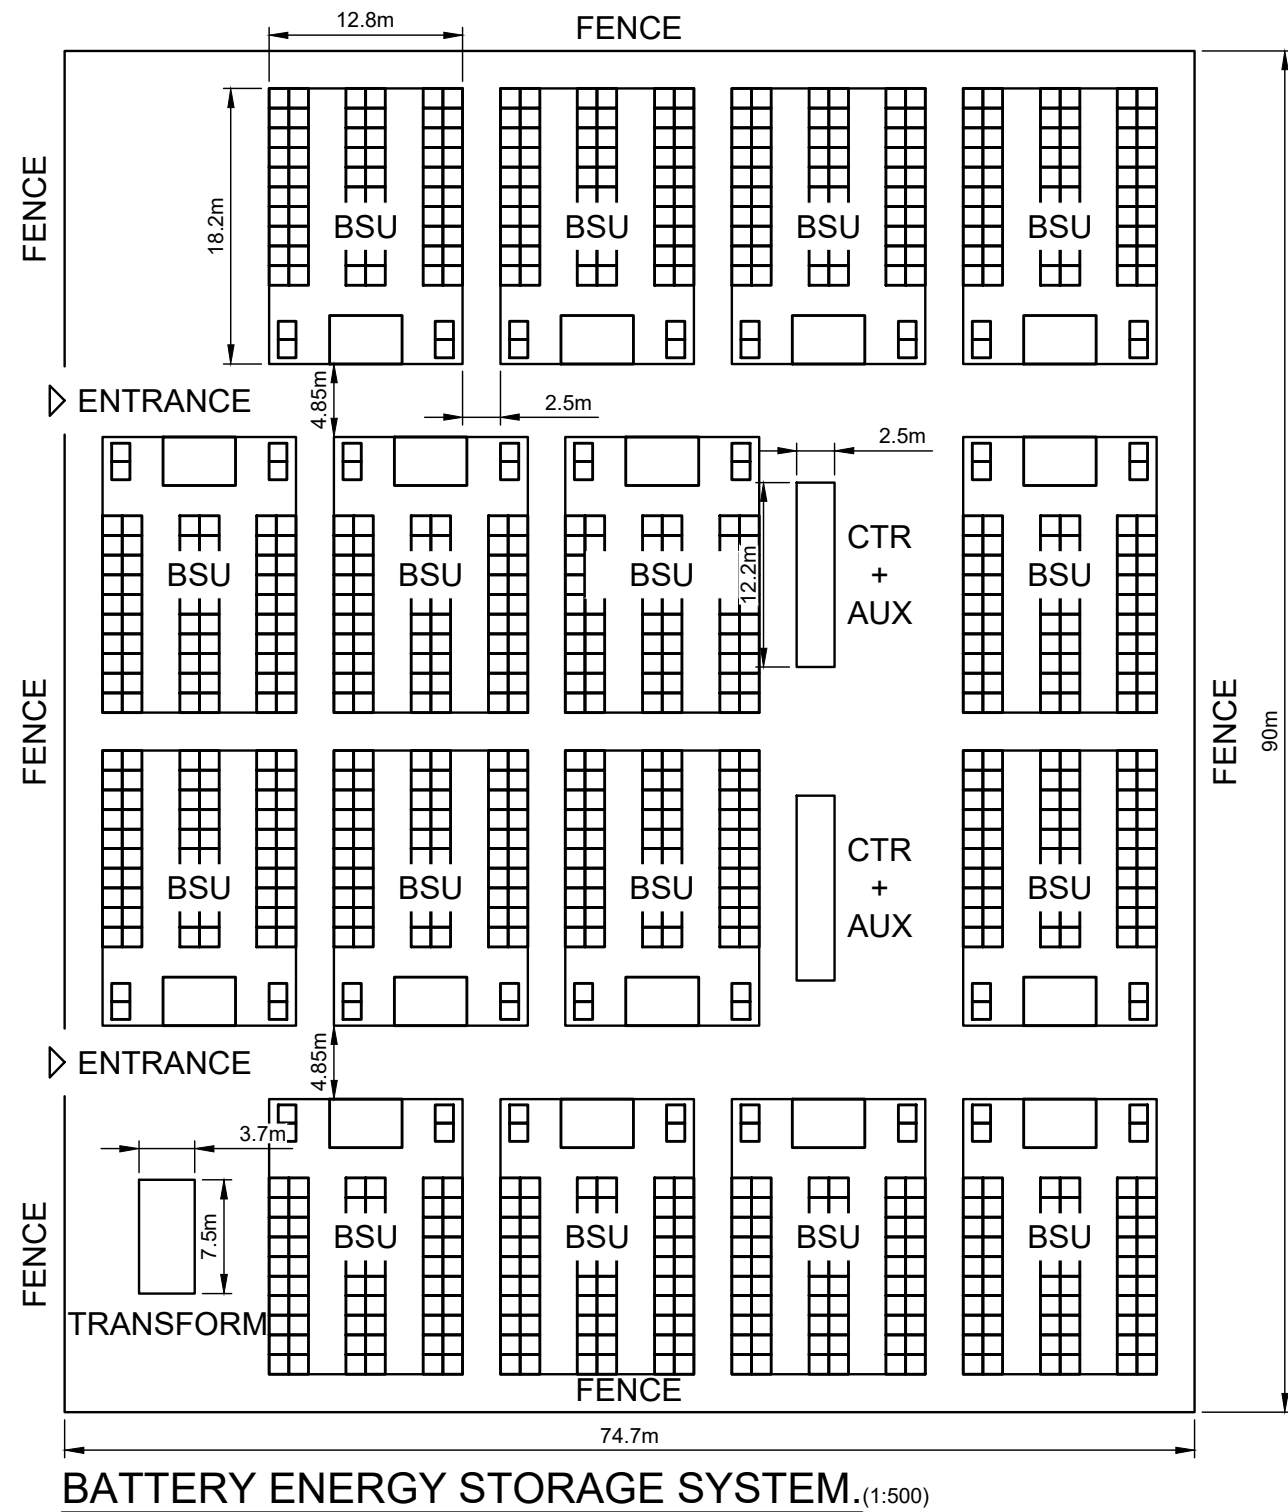 12.8m
FENCE
18.2m
FENCE
BSU
BSU
BSU
BSU
ENTRANCE
4.85m
2.5m
2.5m
12.2m
BSU
BSU
BSU
CTR
+
AUX
BSU
FENCE
FENCE
90m
BSU
BSU
BSU
CTR
+
AUX
BSU
ENTRANCE
4.85m
3.7m
7.5m
FENCE
TRANSFORM
BSU
BSU
BSU
BSU
FENCE
74.7m
BATTERY ENERGY STORAGE SYSTEM.(1:500)